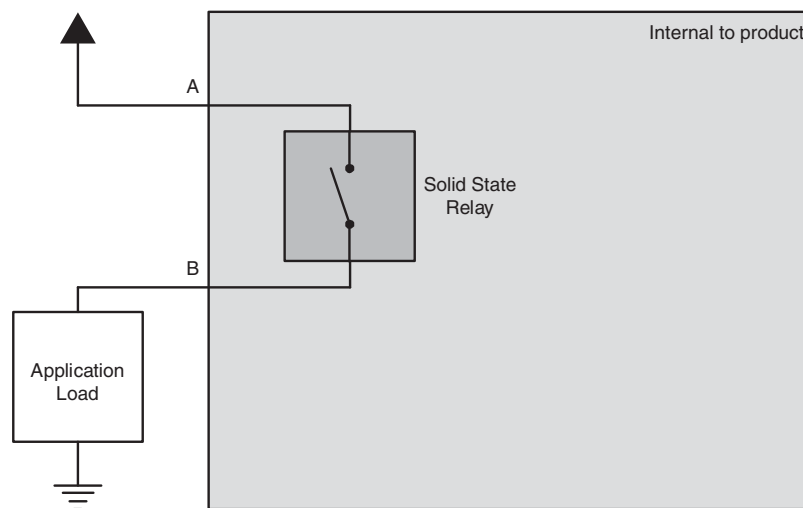 Internal to product
A
Solid State
Relay
B
Application
Load